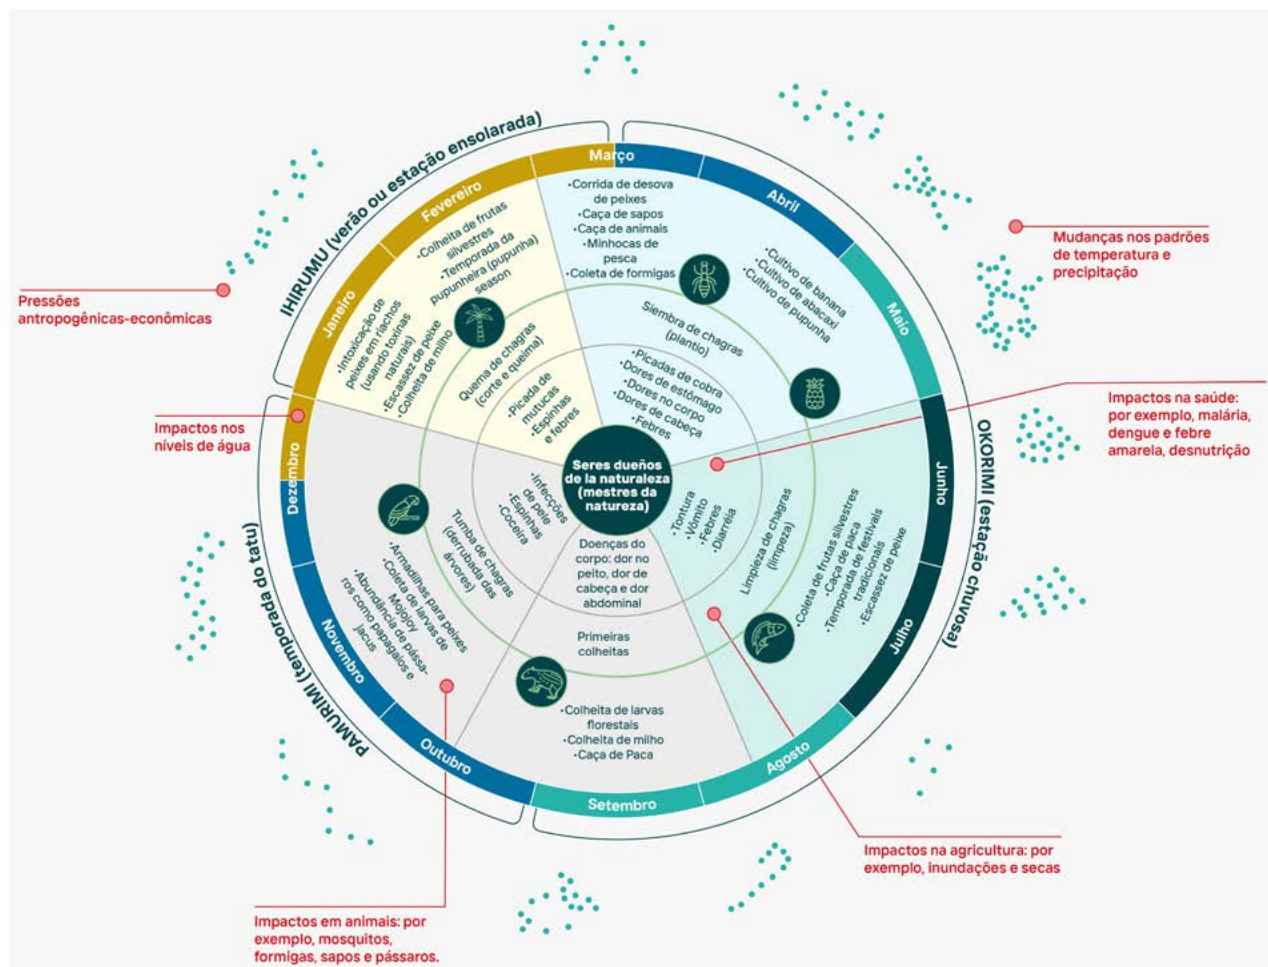 IHIRUMU (verão ou estação ensolarada)
OKORIMI (estação chuvosa)
PAMURIMI (temporada do tatu)
Janeiro
Fevereiro
Março
Abril
Maio
Junho
Julho
Agosto
Setembro
Outubro
Novembro
Dezembro
•Corrida de desova
de peixes
•Caça de sapos
•Caça de animais
•Minhocas de
pesca
•Coleta de formigas
•Cultivo de banana
•Cultivo de abacaxi
•Cultivo de pupunha
Siembra de chagras
(plantio)
•Picadas de cobra
•Dores de estômago
•Dores no corpo
•Dores de cabeça
•Febres
•Colheita de frutas
silvestres
•Temporada da
pupunheira (pupunha)
season
•Intoxicação de
peixes em riachos
(usando toxinas
naturais)
•Escassez de peixe
•Colheita de milho
Quema de chagras
(corte e queima)
•Picada de
mutucas
•Espinhas
e febres
Seres dueños
de la naturaleza
(mestres da
natureza)
•Tontura
•Vômito
•Febres
•Diarréia
Limpieza de chagras
(limpeza)
•Coleta de frutas silvestres
•Caça de paca
•Temporada de festivais
tradicionais
•Escassez de peixe
•Infecções
de pele
•Espinhas
•Coceira
Tumba de chagras
(derrubada das
árvores)
•Armadilhas para peixes
•Coleta de larvas de
Mojojoy
•Abundância de pássa-
ros como papagaios e
jacus
Doenças do
corpo: dor no
peito, dor de
cabeça e dor
abdominal
Primeiras
colheitas
•Colheita de larvas
florestais
•Colheita de milho
•Caça de Paca
Pressões
antropogênicas-econômicas
Impactos nos
níveis de água
Mudanças nos padrões
de temperatura e
precipitação
Impactos na saúde:
por exemplo, malária,
dengue e febre
amarela, desnutrição
Impactos na agricultura: por
exemplo, inundações e secas
Impactos em animais: por
exemplo, mosquitos,
formigas, sapos e pássaros.